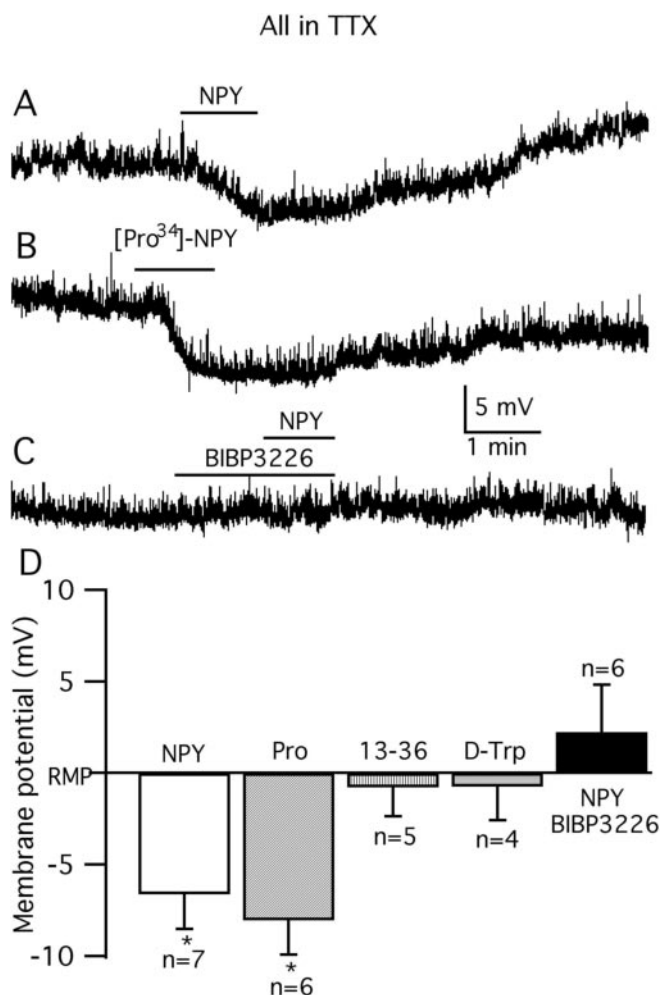 All in TTX
A
NPY
B
[Pro34]-NPY
5 mV
1 min
C
NPY
BIBP3226
D
Membrane potential (mV)
10
5
RMP
-5
-10
NPY
Pro
13-36
D-Trp
n=6
NPY
BIBP3226
n=5
n=4
*
n=7
*
n=6